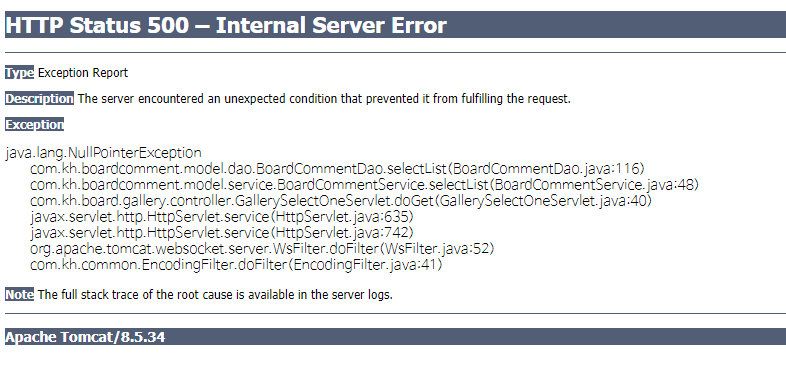 HTTP Status 500 – Internal Server Error
Type Exception Report
Description The server encountered an unexpected condition that prevented it from fulfilling the request.
Exception
java.lang.NullPointerException
com.kh.boardcomment.model.dao.BoardCommentDao.selectList(BoardCommentDao.java:116)
com.kh.boardcomment.model.service.BoardCommentService.selectList(BoardCommentService.java:48)
com.kh.board.gallery.controller.GallerySelectOneServlet.doGet(GallerySelectOneServlet.java:40)
javax.servlet.http.HttpServlet.service(HttpServlet.java:635)
javax.servlet.http.HttpServlet.service(HttpServlet.java:742)
org.apache.tomcat.websocket.server.WsFilter.doFilter(WsFilter.java:52)
com.kh.common.EncodingFilter.doFilter(EncodingFilter.java:41)
Note The full stack trace of the root cause is available in the server logs.
Apache Tomcat/8.5.34